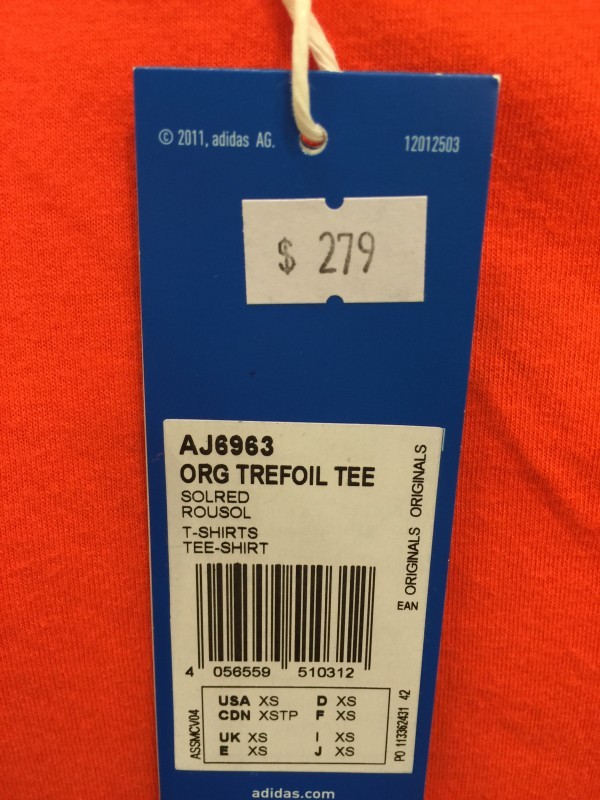 © 2011, adidas AG. 12012503
$ 279
AJ6963
ORG TREFOIL TEE
SOLRED
ROUSOL
T-SHIRTS
TEE-SHIRT
ORIGINALS ORIGINALS
EAN
4 056559 510312
USA XS D XS
CDN XSTP F XS
UK XS I XS
E XS J XS
ASSMCV04
PO 113362431 42
adidas.com